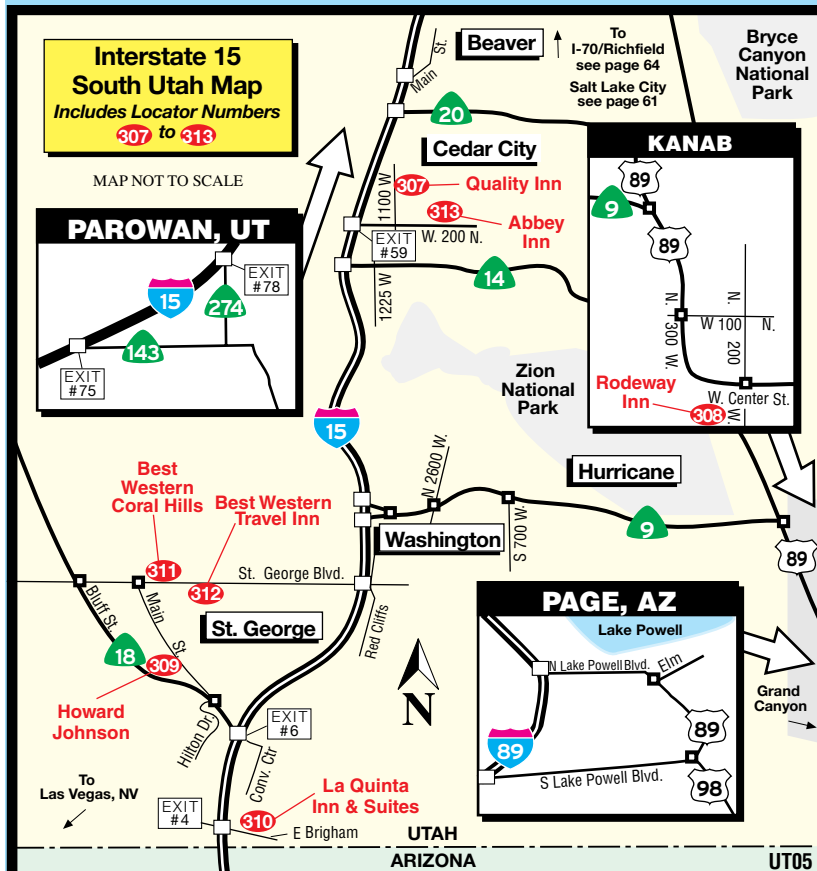 Interstate 15
South Utah Map
Includes Locator Numbers
307 to 313
MAP NOT TO SCALE
Beaver
To
I-70/Richfield
see page 64
Salt Lake City
see page 61
Bryce
Canyon
National
Park
Main St.
20
Cedar City
1100 W
307
Quality Inn
313
Abbey
Inn
EXIT
#59
W. 200 N.
1225 W
14
KANAB
89
9
89
N.
W 100 N.
N. 300 W.
200
W. Center St.
W.
Rodeway
Inn
308
PAROWAN, UT
EXIT
#78
15
274
143
EXIT
#75
Zion
National
Park
15
Hurricane
N 2600 W.
S 700 W.
Washington
9
89
Best
Western
Coral Hills
Best Western
Travel Inn
311
312
St. George Blvd.
Bluff St.
Main St.
St. George
Red Cliffs
18
309
Howard
Johnson
Hilton Dr.
EXIT
#6
Conv. Ctr
N
PAGE, AZ
Lake Powell
N Lake Powell Blvd.
Elm
89
89
98
S Lake Powell Blvd.
Grand
Canyon
To
Las Vegas, NV
La Quinta
Inn & Suites
EXIT
#4
310
E Brigham
UTAH
ARIZONA
UT05